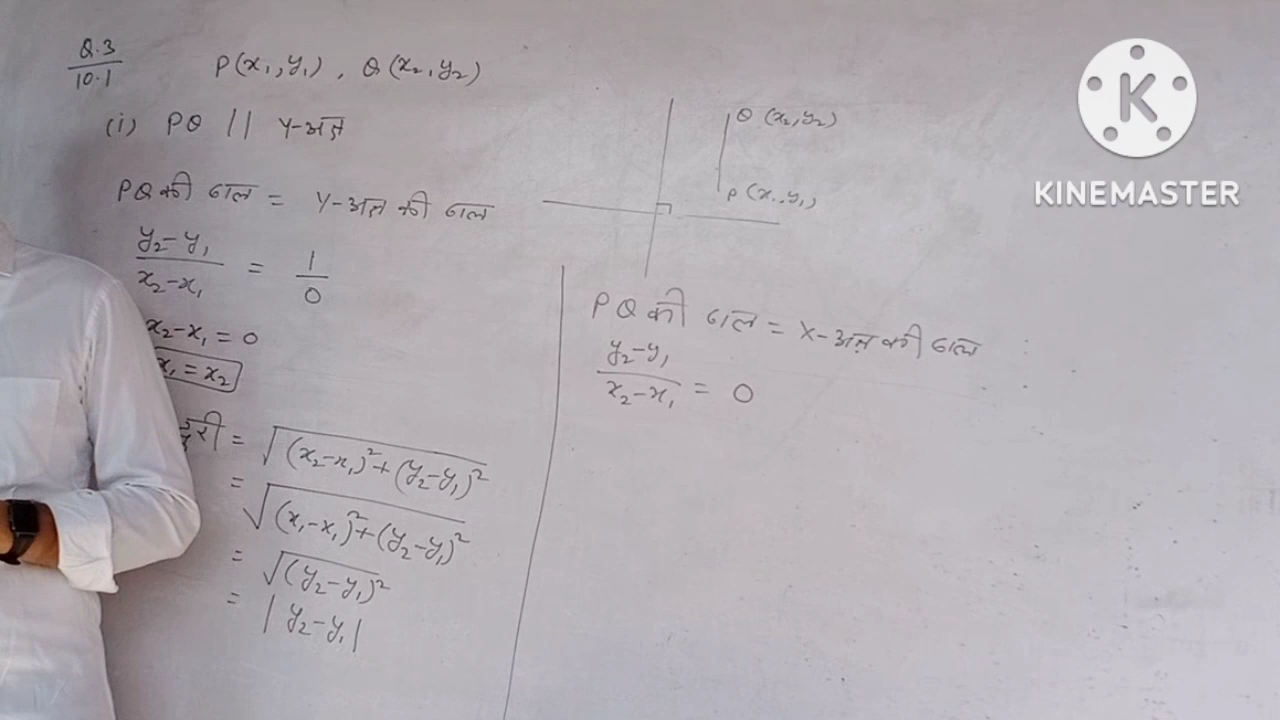 Q.3
10.1
P(x₁,y₁), Q(x₂,y₂)
(i) PQ || Y-अक्ष
PQ की ढाल = Y-अक्ष की ढाल
y₂-y₁ / x₂-x₁ = 1/0
x₂-x₁ = 0
x₁ = x₂
दूरी = √(x₂-x₁)²+(y₂-y₁)²
= √(x₁-x₁)²+(y₂-y₁)²
= √(y₂-y₁)²
= |y₂-y₁|
Q (x₂,y₂)
P (x₁,y₁)
PQ की ढाल = X-अक्ष की ढाल
y₂-y₁ / x₂-x₁ = 0
KINEMASTER